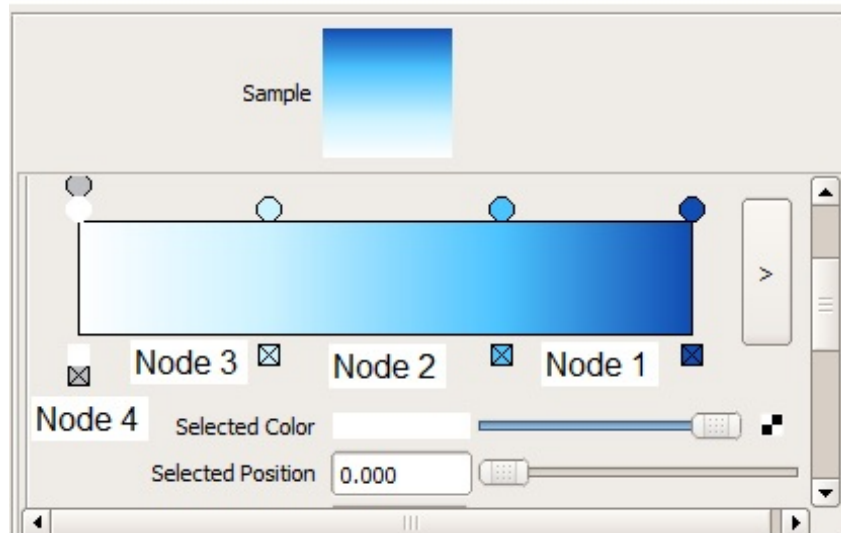 Sample
>
Node 3
Node 2
Node 1
Node 4
Selected Color
Selected Position 0.000